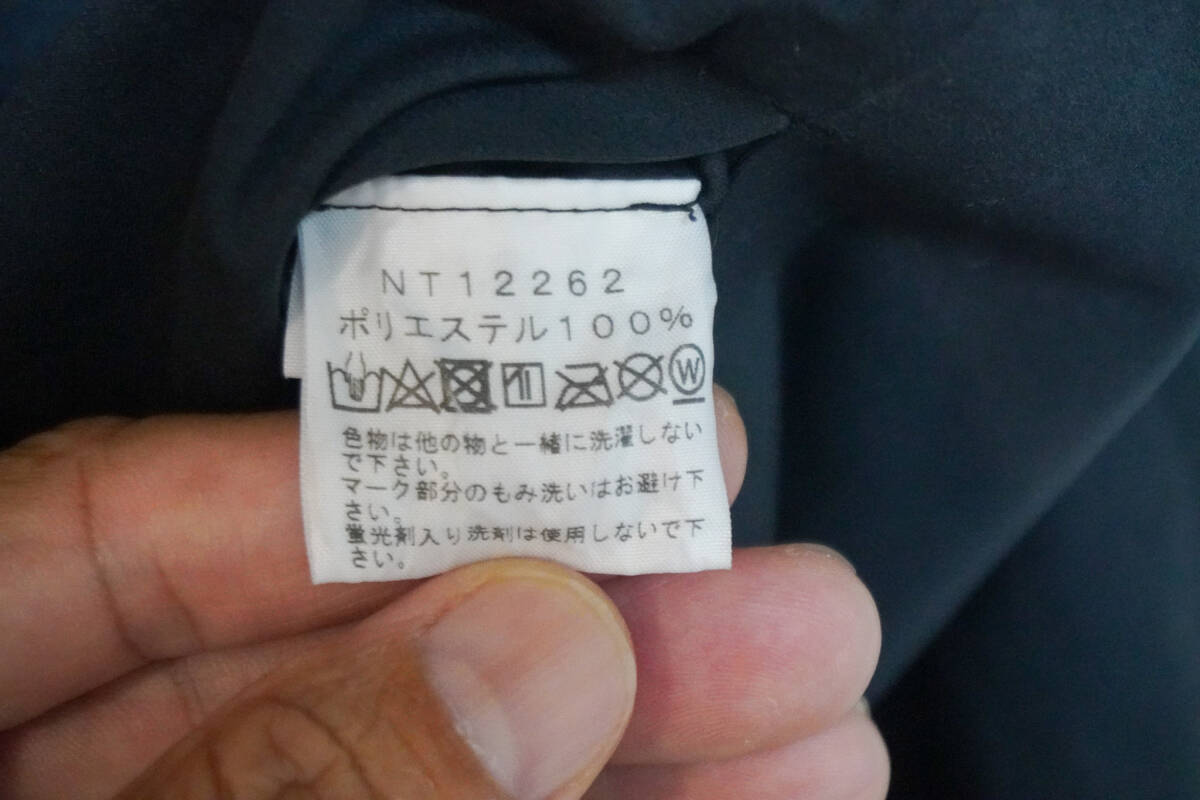 NT12262
ポリエステル100%
W
色物は他の物と一緒に洗濯しない
で下さい。
マーク部分のもみ洗いはお避け下
さい。
蛍光剤入り洗剤は使用しないで下
さい。